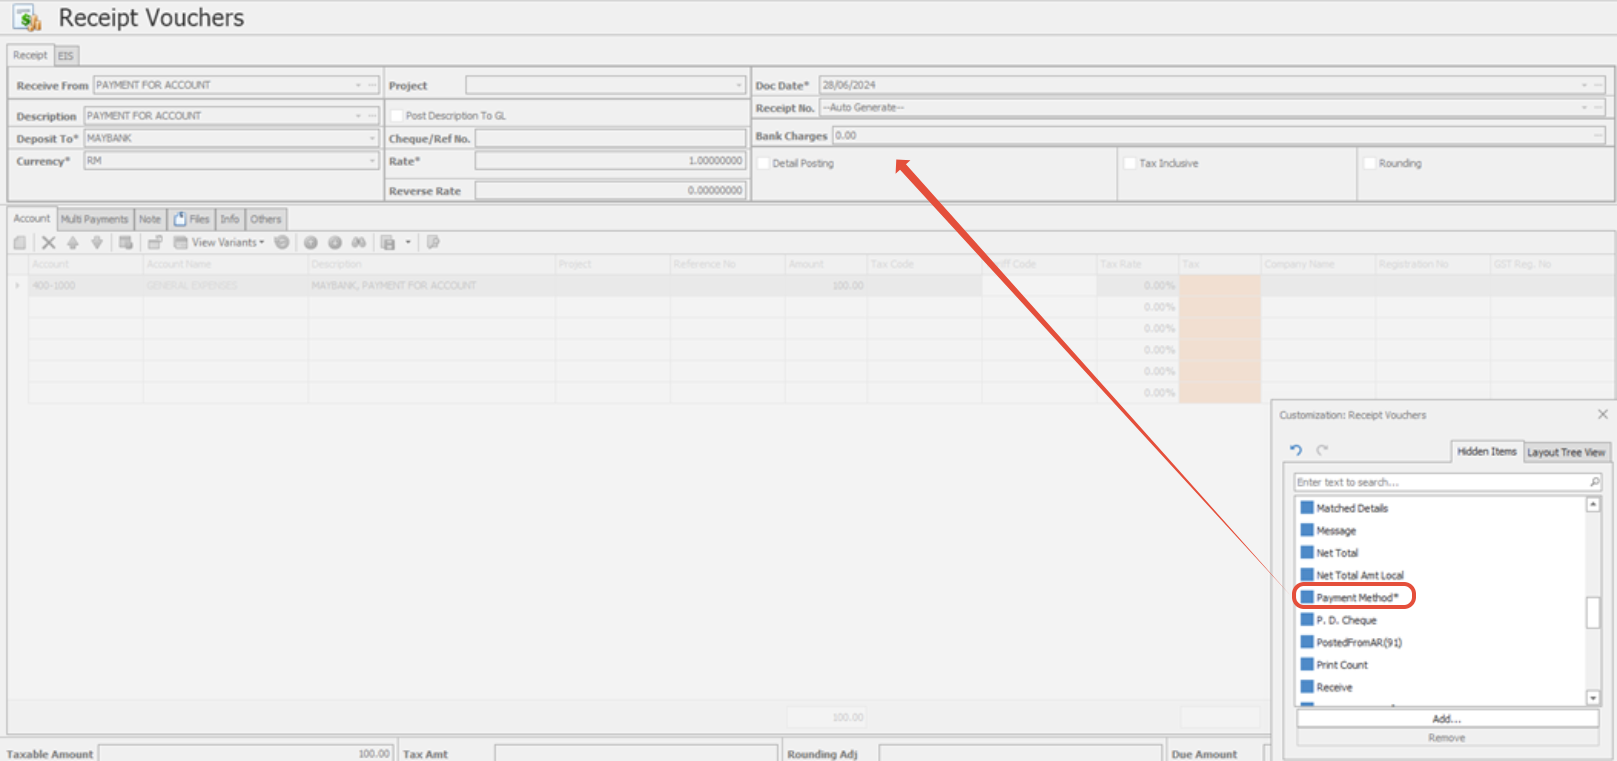 Receipt Vouchers
Receipt EIS
Receive From PAYMENT FOR ACCOUNT Project Doc Date* 28/06/2024
Receipt No. --Auto Generate--
Description PAYMENT FOR ACCOUNT Post Description To GL
Deposit To* MAYBANK Cheque/Ref No. Bank Charges 0.00
Currency* RM Rate* 1.00000000 Detail Posting Tax Inclusive Rounding
Reverse Rate 0.00000000
Account Multi Payments Note Files Info Others
View Variants
Account Account Name Description Project Reference No Amount Tax Code Code Tax Rate Tax Company Name Registration No GST Reg. No
400-1000 GENERAL EXPENSES MAYBANK, PAYMENT FOR ACCOUNT 100.00 0.00%
0.00%
0.00%
0.00%
0.00%
0.00%
Customization: Receipt Vouchers
Hidden Items Layout Tree View
Enter text to search...
Matched Details
Message
Net Total
Net Total Amt Local
Payment Method*
P. D. Cheque
PostedFromAR(91)
Print Count
Receive
Add...
Remove
100.00
Taxable Amount 100.00 Tax Amt Rounding Adj Due Amount